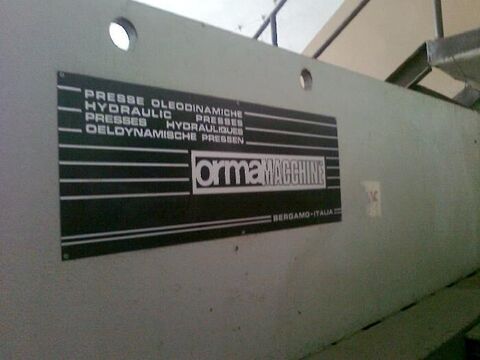 PRESSE OLEODINAMICHE
HYDRAULIC PRESSES
PRESSES HYDRAULIQUES
OELDYNAMISCHE PRESSEN
ormaMACCHINE
BERGAMO-ITALIA